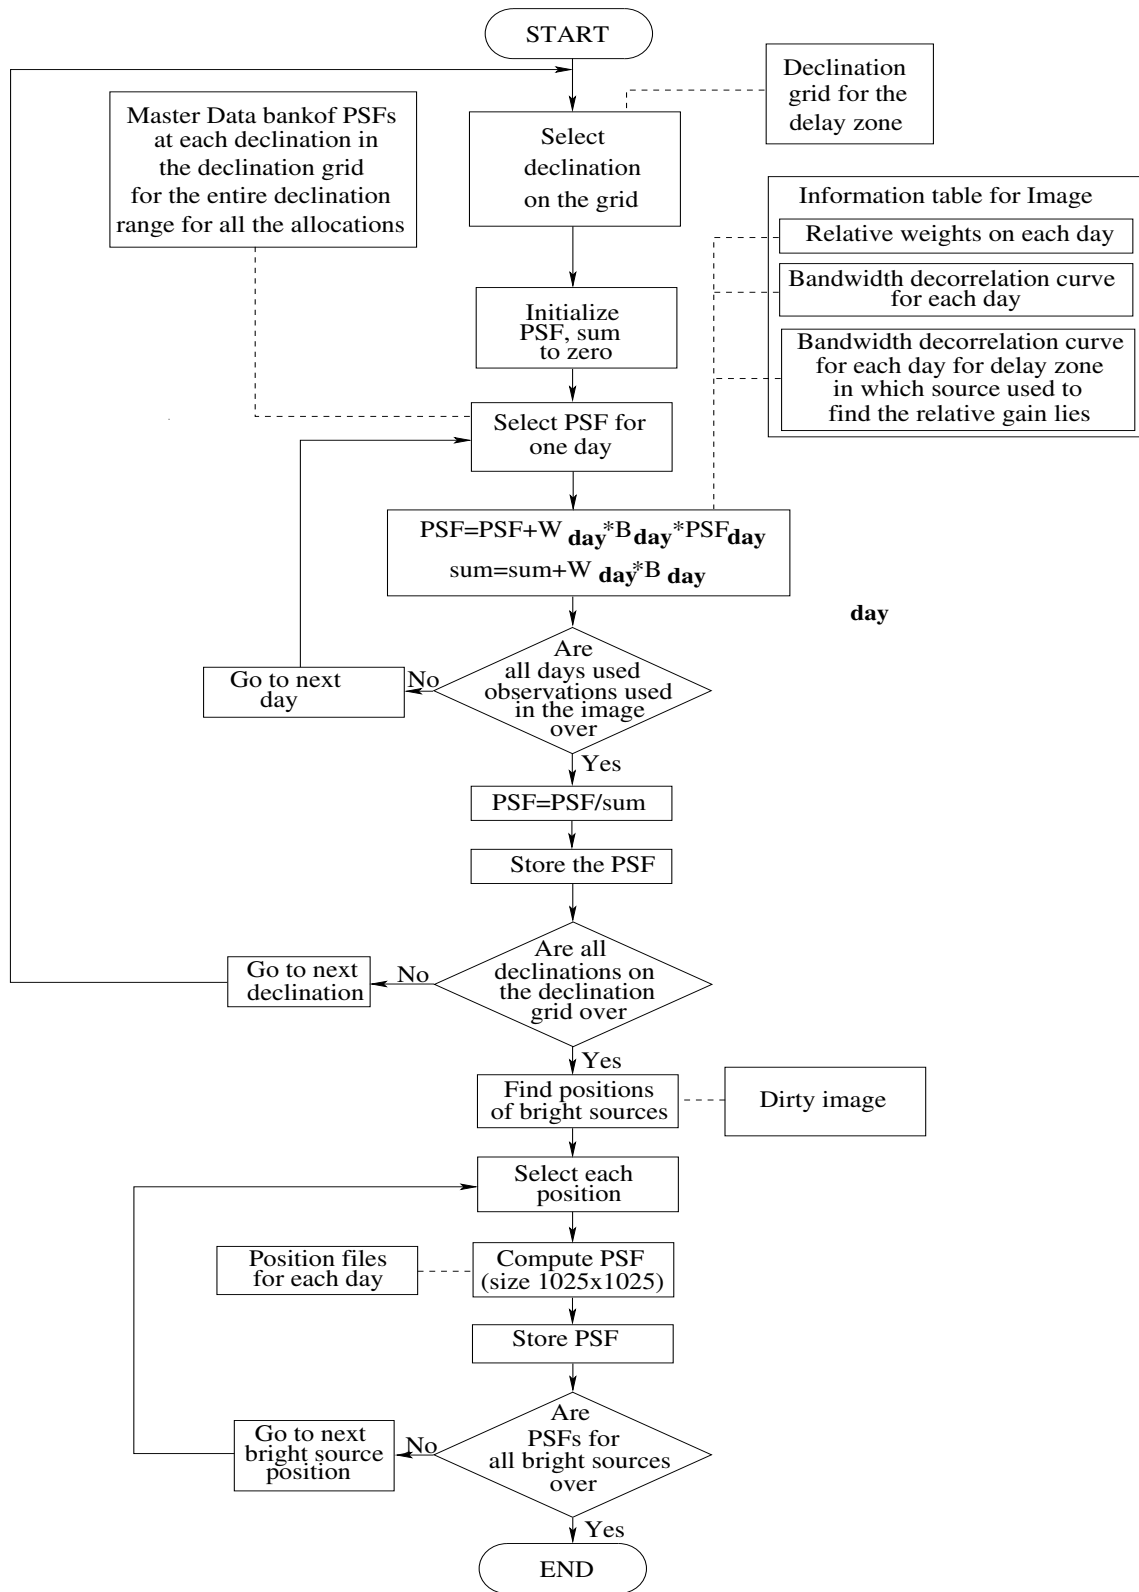 START
Declination
grid for the
delay zone
Master Data bankof PSFs
at each declination in
the declination grid
for the entire declination
range for all the allocations
Select
declination
on the grid
Information table for Image
Relative weights on each day
Bandwidth decorrelation curve
for each day
Bandwidth decorrelation curve
for each day for delay zone
in which source used to
find the relative gain lies
Initialize
PSF, sum
to zero
Select PSF for
one day
PSF=PSF+W day*Bday*PSFday
sum=sum+W day*B day
day
Are
all days used
observations used
in the image
over
No
Go to next
day
Yes
PSF=PSF/sum
Store the PSF
Are all
declinations on
the declination
grid over
No
Go to next
declination
Yes
Find positions
of bright sources
Dirty image
Select each
position
Position files
for each day
Compute PSF
(size 1025x1025)
Store PSF
Are
PSFs for
all bright sources
over
No
Go to next
bright source
position
Yes
END